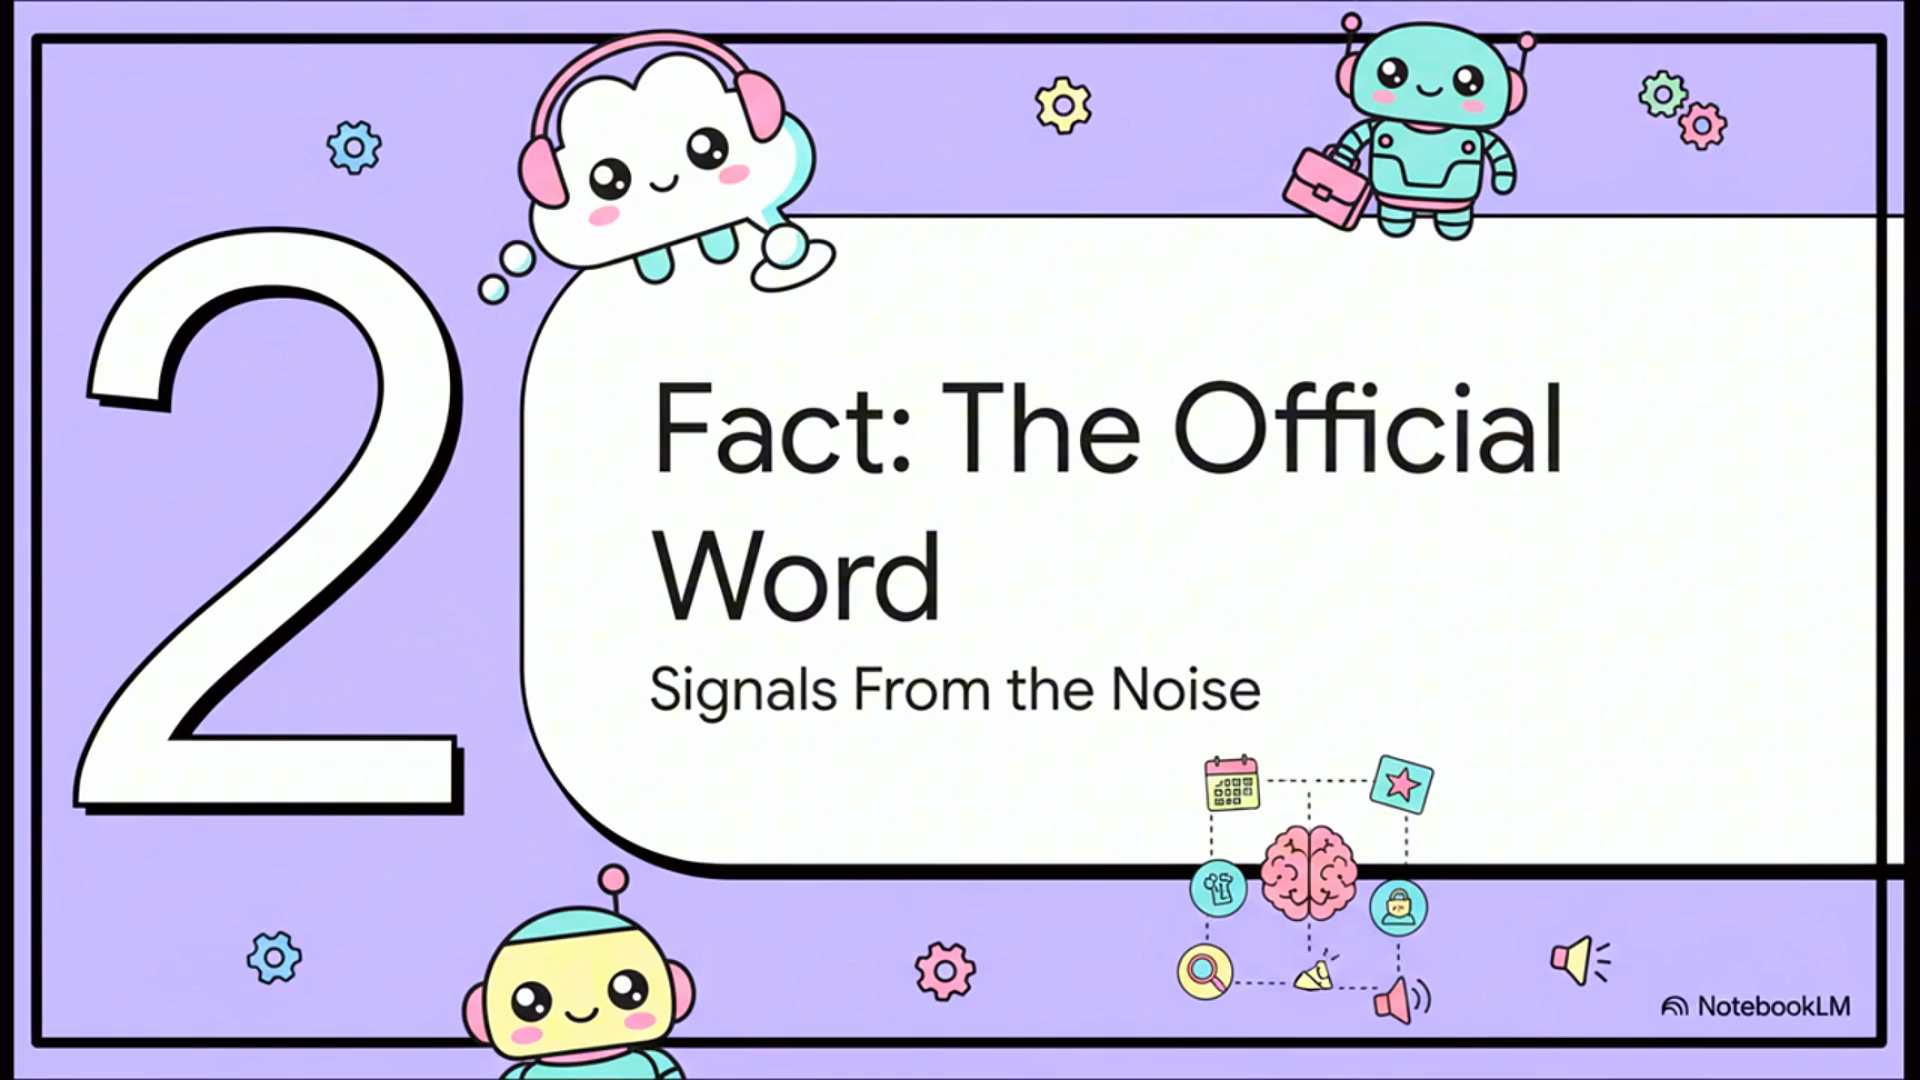 2
Fact: The Official
Word
Signals From the Noise
NotebookLM